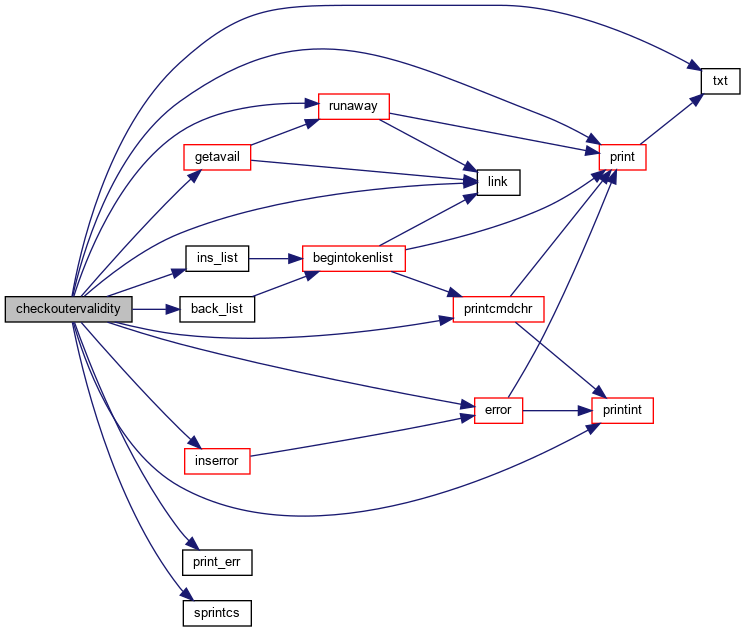 txt
runaway
getavail
print
link
ins_list
begintokenlist
checkoutervalidity
back_list
printcmdchr
error
printint
inserror
print_err
sprintcs